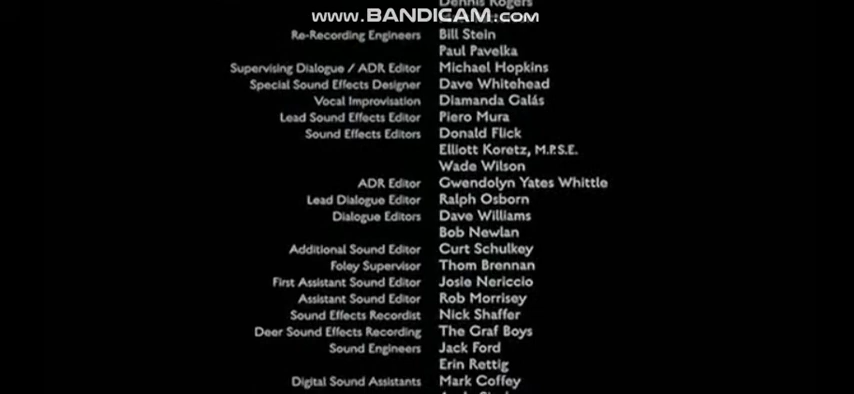 Dennis Rogers
www.BANDICAM.com
Re-Recording Engineers Bill Stein
Paul Pavelka
Supervising Dialogue / ADR Editor Michael Hopkins
Special Sound Effects Designer Dave Whitehead
Vocal Improvisation Diamanda Galás
Lead Sound Effects Editor Piero Mura
Sound Effects Editors Donald Flick
Elliott Koretz, M.P.S.E.
Wade Wilson
ADR Editor Gwendolyn Yates Whittle
Lead Dialogue Editor Ralph Osborn
Dialogue Editors Dave Williams
Bob Newlan
Additional Sound Editor Curt Schulkey
Foley Supervisor Thom Brennan
First Assistant Sound Editor Josie Nericcio
Assistant Sound Editor Rob Morrisey
Sound Effects Recordist Nick Shaffer
Deer Sound Effects Recording The Graf Boys
Sound Engineers Jack Ford
Erin Rettig
Digital Sound Assistants Mark Coffey